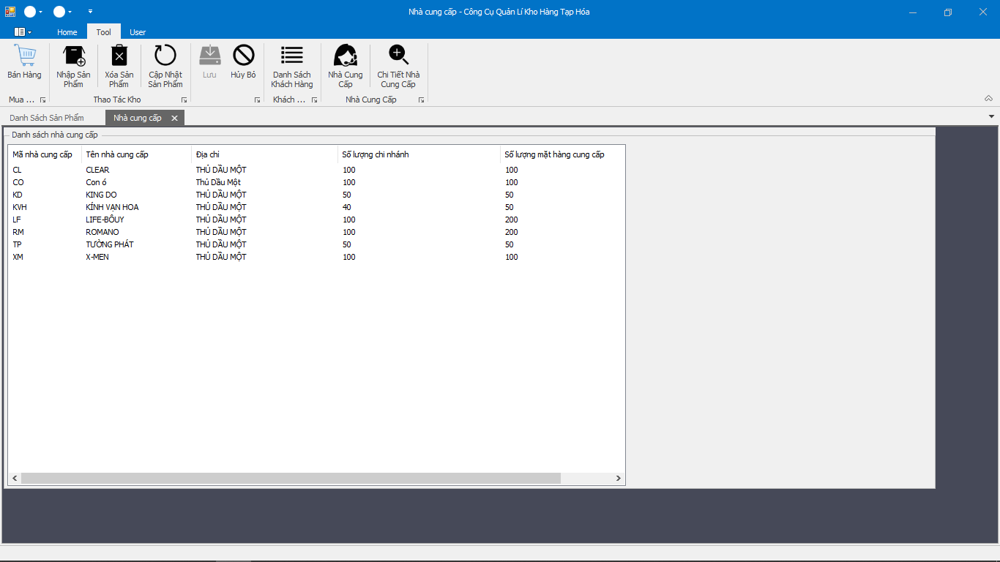 Nhà cung cấp - Công Cụ Quản Lí Kho Hàng Tạp Hóa
Home Tool User
Bán Hàng
Nhập Sản Phẩm
Xóa Sản Phẩm
Cập Nhật Sản Phẩm
Lưu
Hủy Bỏ
Danh Sách Khách Hàng
Nhà Cung Cấp
Chi Tiết Nhà Cung Cấp
Mua ... Thao Tác Kho Khách ... Nhà Cung Cấp
Danh Sách Sản Phẩm Nhà cung cấp
Danh sách nhà cung cấp
Mã nhà cung cấp Tên nhà cung cấp Địa chỉ Số lượng chi nhánh Số lượng mặt hàng cung cấp
CL CLEAR THỦ DẦU MỘT 100 100
CO Con ó Thủ Dầu Một 100 100
KD KING DO THỦ DẦU MỘT 50 50
KVH KÍNH VẠN HOA THỦ DẦU MỘT 40 50
LF LIFE-BÔUY THỦ DẦU MỘT 100 200
RM ROMANO THỦ DẦU MỘT 100 200
TP TƯỜNG PHÁT THỦ DẦU MỘT 50 50
XM X-MEN THỦ DẦU MỘT 100 100